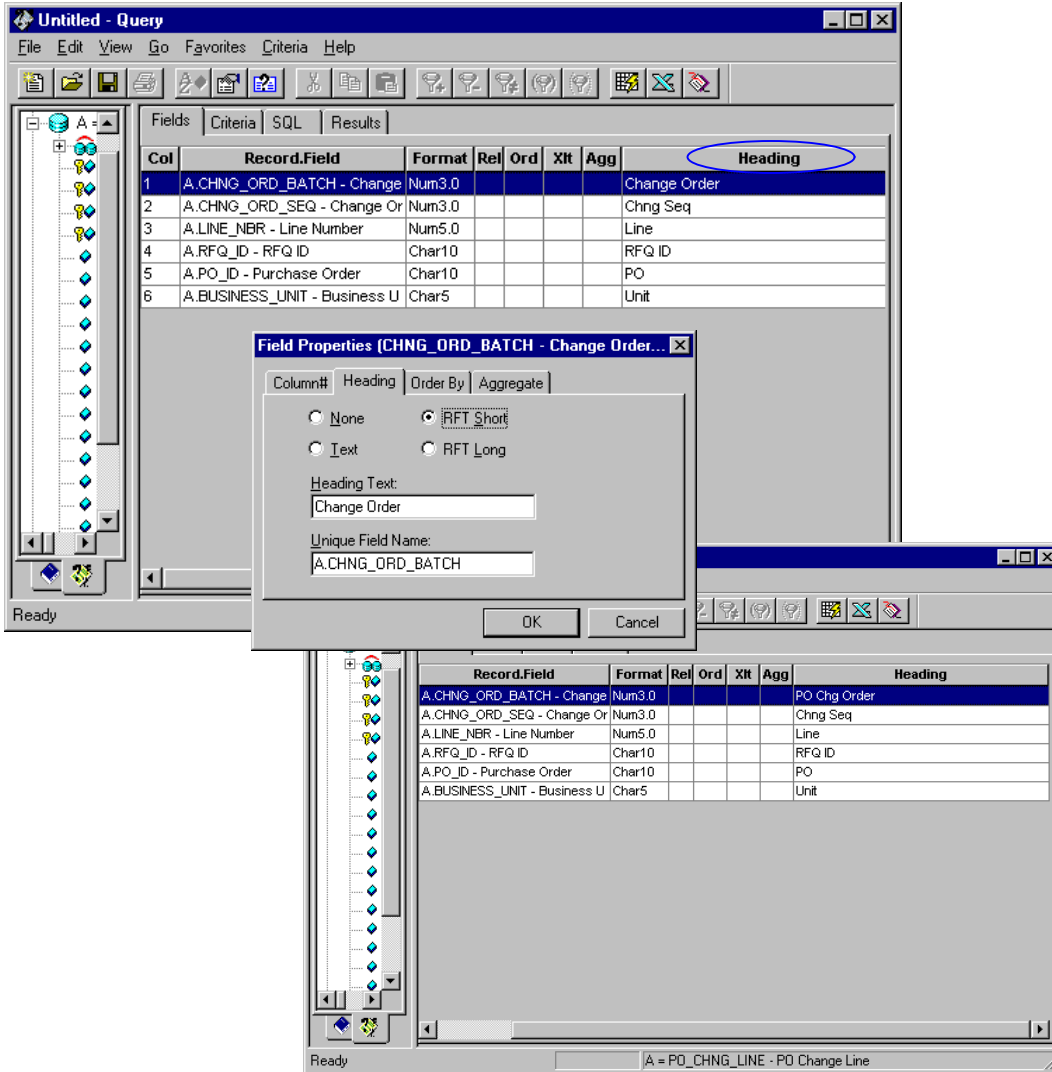 Untitled - Query
File Edit View Go Favorites Criteria Help
A =
Fields Criteria SQL Results
Col Record.Field Format Rel Ord Xlt Agg Heading
1 A.CHNG_ORD_BATCH - Change Num3.0 Change Order
2 A.CHNG_ORD_SEQ - Change Or Num3.0 Chng Seq
3 A.LINE_NBR - Line Number Num5.0 Line
4 A.RFQ_ID - RFQ ID Char10 RFQ ID
5 A.PO_ID - Purchase Order Char10 PO
6 A.BUSINESS_UNIT - Business U Char5 Unit
Ready
Field Properties (CHNG_ORD_BATCH - Change Order...
Column# Heading Order By Aggregate
None RFT Short
Text RFT Long
Heading Text:
Change Order
Unique Field Name:
A.CHNG_ORD_BATCH
OK Cancel
Record.Field Format Rel Ord Xlt Agg Heading
A.CHNG_ORD_BATCH - Change Num3.0 PO Chg Order
A.CHNG_ORD_SEQ - Change Or Num3.0 Chng Seq
A.LINE_NBR - Line Number Num5.0 Line
A.RFQ_ID - RFQ ID Char10 RFQ ID
A.PO_ID - Purchase Order Char10 PO
A.BUSINESS_UNIT - Business U Char5 Unit
Ready A = PO_CHNG_LINE - PO Change Line